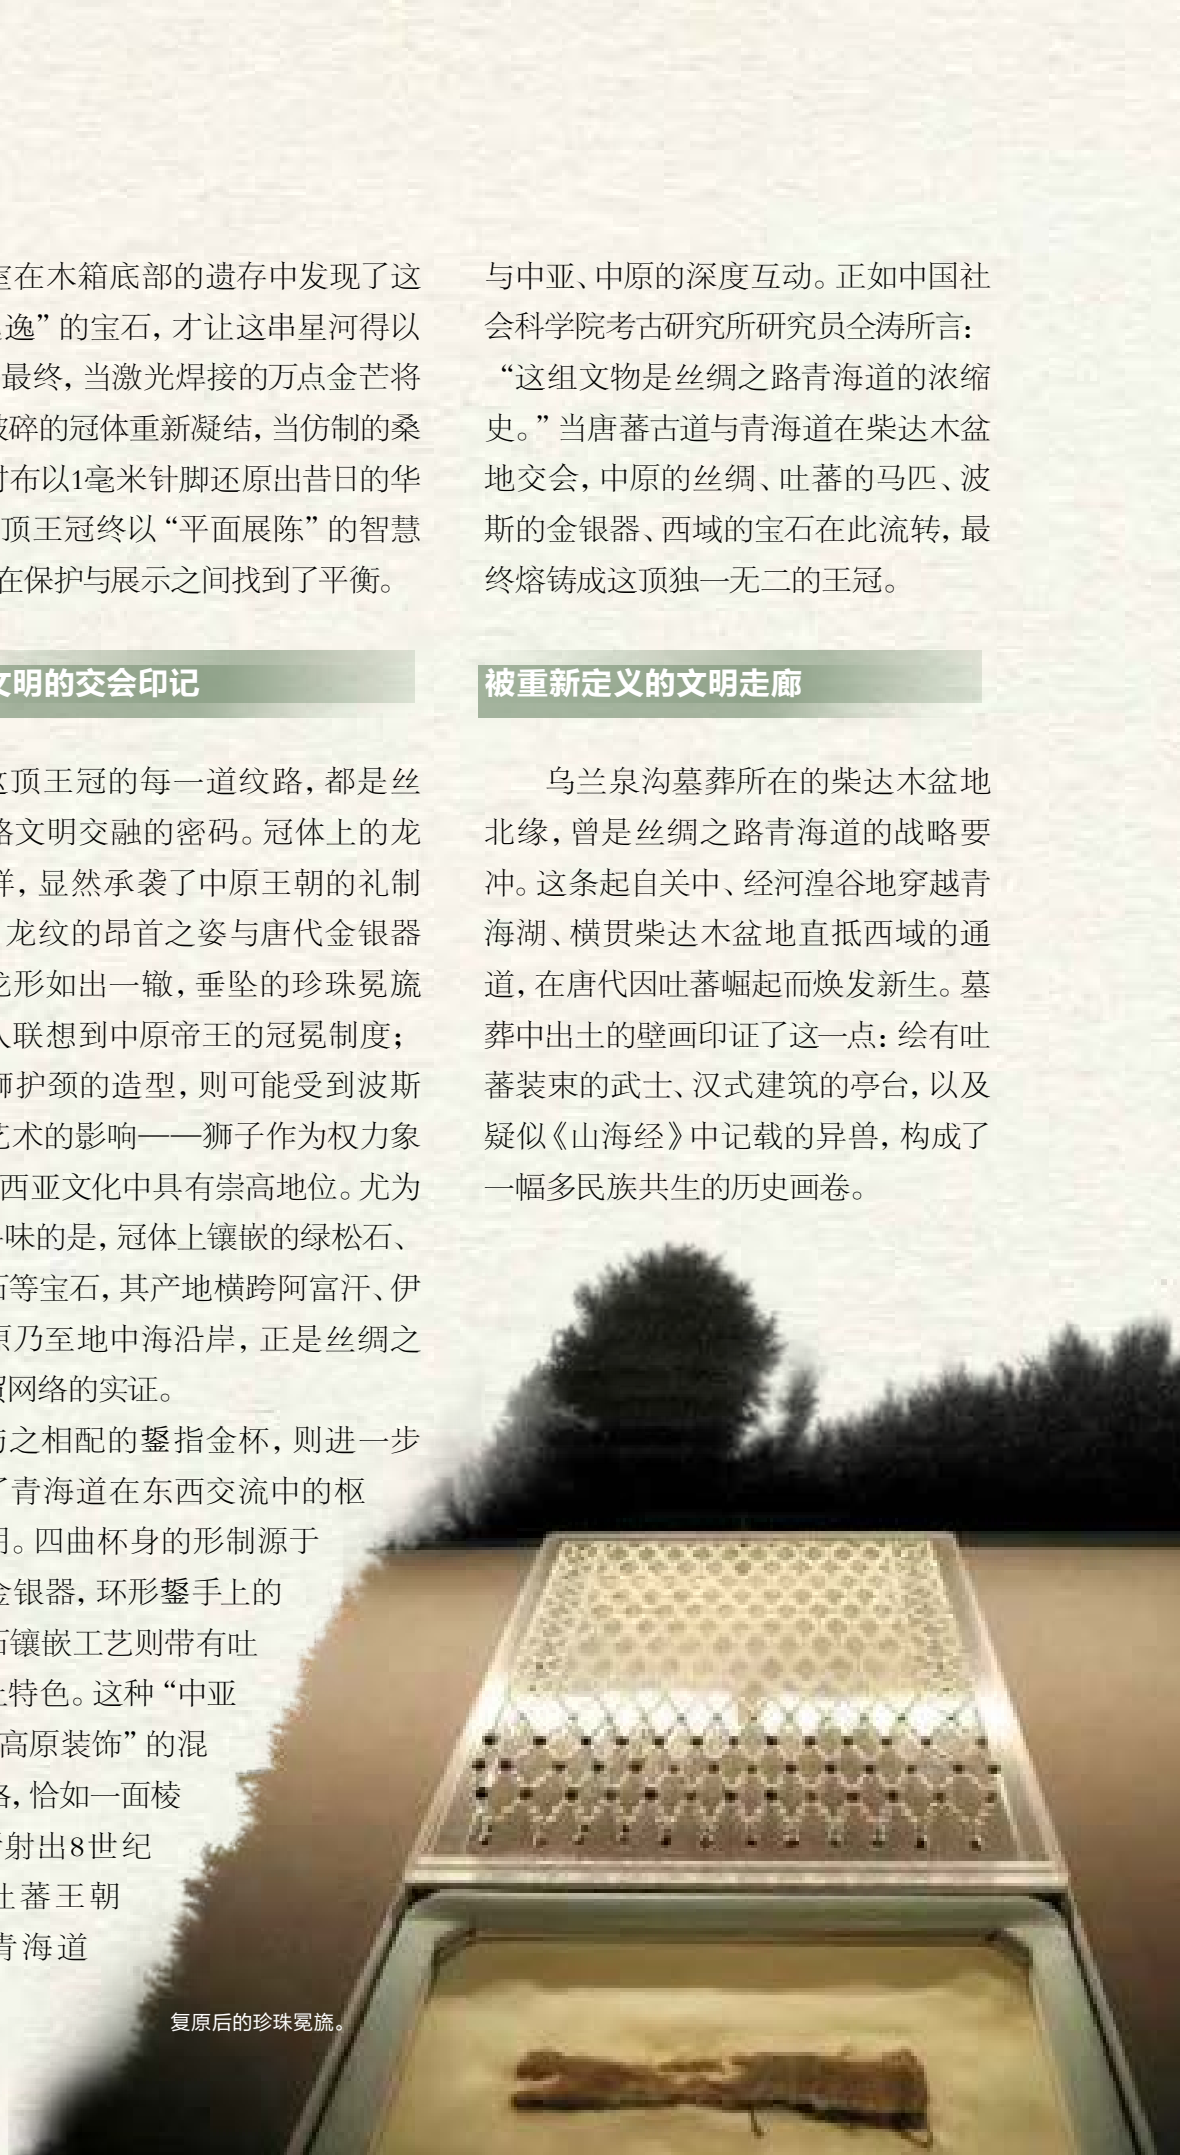 室在木箱底部的遗存中发现了这
逸”的宝石，才让这串星河得以
最终，当激光焊接的万点金芒将
破碎的冠体重新凝结，当仿制的桑
衬布以1毫米针脚还原出昔日的华
顶王冠终以“平面展陈”的智慧
在保护与展示之间找到了平衡。
文明的交会印记
这顶王冠的每一道纹路，都是丝
路文明交融的密码。冠体上的龙
样，显然承袭了中原王朝的礼制
龙纹的昂首之姿与唐代金银器
龙形如出一辙，垂坠的珍珠冕旒
人联想到中原帝王的冠冕制度；
狮护颈的造型，则可能受到波斯
艺术的影响——狮子作为权力象
西亚文化中具有崇高地位。尤为
味的是，冠体上镶嵌的绿松石、
石等宝石，其产地横跨阿富汗、伊
原乃至地中海沿岸，正是丝绸之
贸网络的实证。
与之相配的鋬指金杯，则进一步
了青海道在东西交流中的枢
明。四曲杯身的形制源于
金银器，环形鋬手上的
石镶嵌工艺则带有吐
特色。这种“中亚
高原装饰”的混
格，恰如一面棱
射出8世纪
吐蕃王朝
青海道
与中亚、中原的深度互动。正如中国社
会科学院考古研究所研究员仝涛所言：
“这组文物是丝绸之路青海道的浓缩
史。”当唐蕃古道与青海道在柴达木盆
地交会，中原的丝绸、吐蕃的马匹、波
斯的金银器、西域的宝石在此流转，最
终熔铸成这顶独一无二的王冠。
被重新定义的文明走廊
乌兰泉沟墓葬所在的柴达木盆地
北缘，曾是丝绸之路青海道的战略要
冲。这条起自关中、经河湟谷地穿越青
海湖、横贯柴达木盆地直抵西域的通
道，在唐代因吐蕃崛起而焕发新生。墓
葬中出土的壁画印证了这一点：绘有吐
蕃装束的武士、汉式建筑的亭台，以及
疑似《山海经》中记载的异兽，构成了
一幅多民族共生的历史画卷。
复原后的珍珠冕旒。